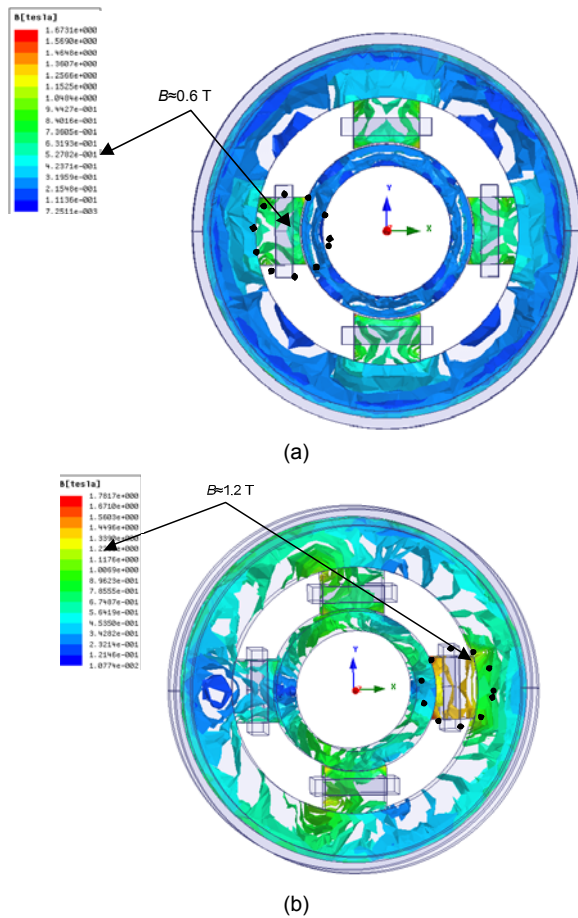 B[tesla]
1.6731e+000
1.5690e+000
1.4648e+000
1.3607e+000
1.2566e+000
1.1525e+000
1.0484e+000
9.4427e-001
8.4016e-001
7.3605e-001
6.3193e-001
5.2782e-001
4.2371e-001
3.1959e-001
2.1548e-001
1.1136e-001
7.2511e-003
B≈0.6 T
Y
X
(a)
B[tesla]
1.7817e+000
1.6710e+000
1.5603e+000
1.4496e+000
1.3390e+000
1.1176e+000
1.0069e+000
8.9623e-001
7.8555e-001
6.7487e-001
5.6419e-001
4.5350e-001
3.4282e-001
2.3214e-001
1.2146e-001
1.0774e-002
B≈1.2 T
Y
X
(b)